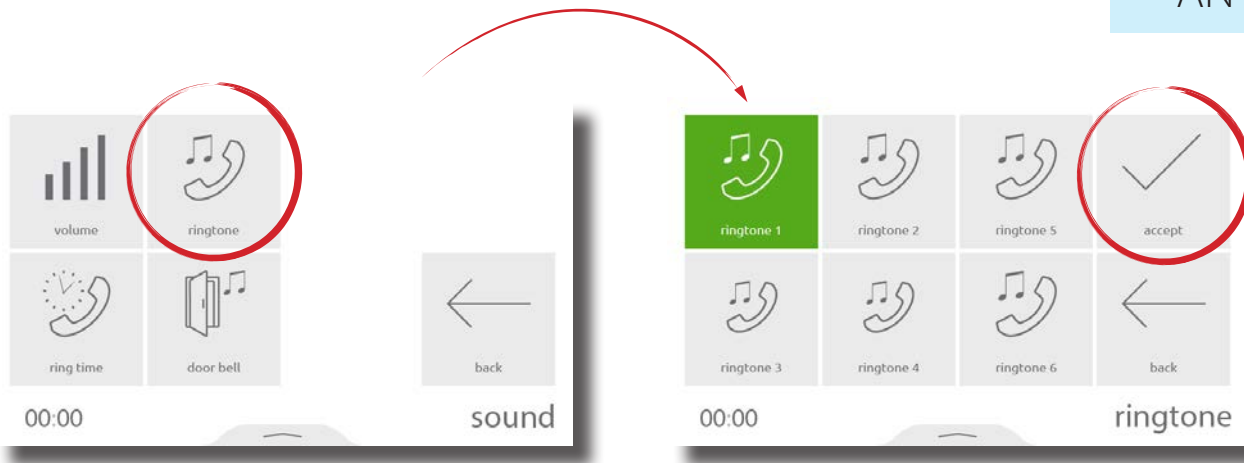 AN
volume ringtone
ring time door bell back
00:00 sound
ringtone 1 ringtone 2 ringtone 5 accept
ringtone 3 ringtone 4 ringtone 6 back
00:00 ringtone